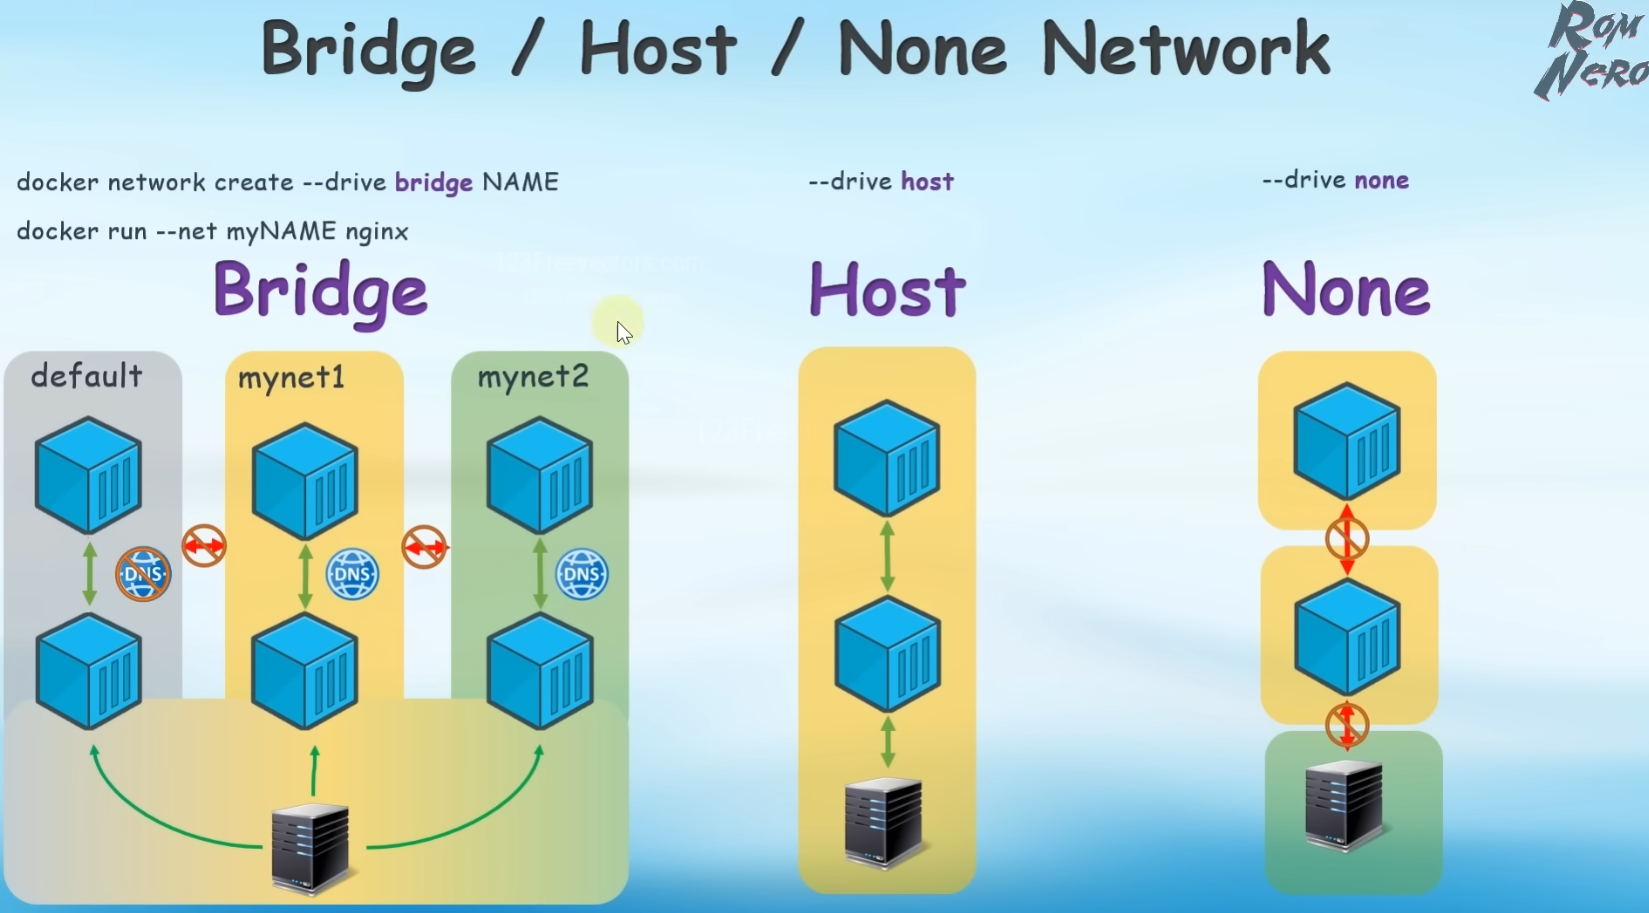 Bridge / Host / None Network
Rom
Nero
docker network create --drive bridge NAME
--drive host
--drive none
docker run --net myNAME nginx
Bridge
Host
None
default
mynet1
mynet2
DNS
DNS
DNS